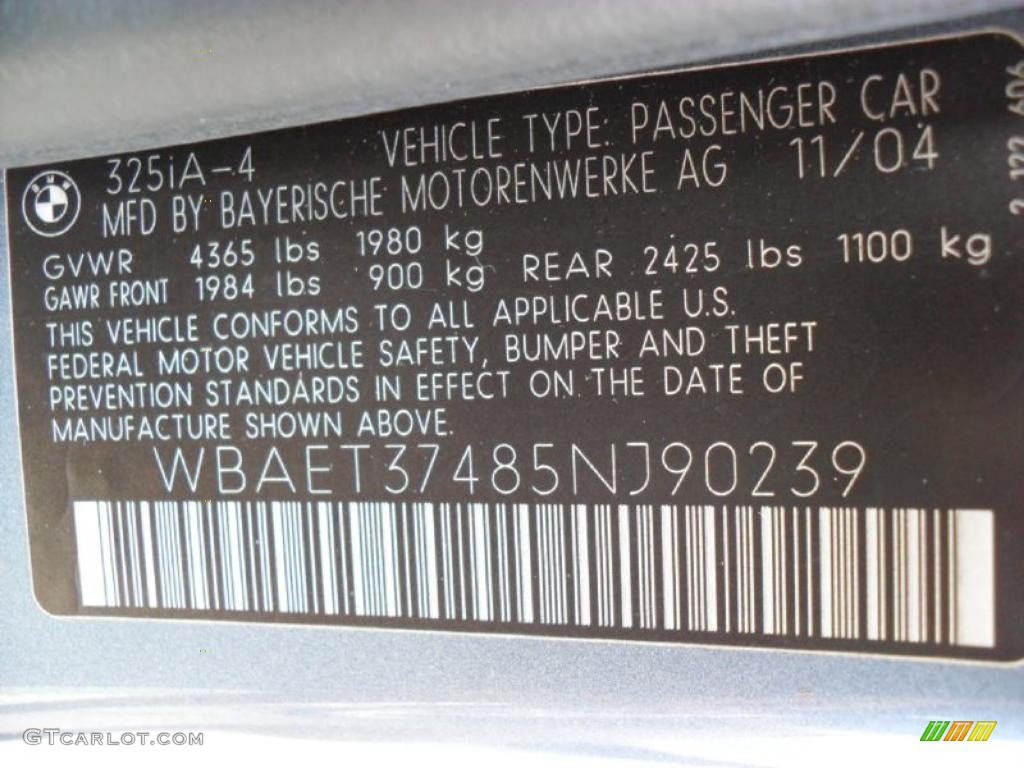 BMW
325iA-4 VEHICLE TYPE: PASSENGER CAR
MFD BY BAYERISCHE MOTORENWERKE AG 11/04
GVWR 4365 lbs 1980 kg
GAWR FRONT 1984 lbs 900 kg REAR 2425 lbs 1100 kg
THIS VEHICLE CONFORMS TO ALL APPLICABLE U.S.
FEDERAL MOTOR VEHICLE SAFETY, BUMPER AND THEFT
PREVENTION STANDARDS IN EFFECT ON THE DATE OF
MANUFACTURE SHOWN ABOVE.
WBAET37485NJ90239
GTCarLot.com